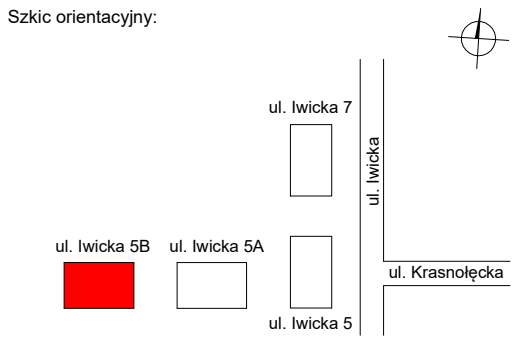 Szkic orientacyjny:
ul. Iwicka 7
ul. Iwicka
ul. Iwicka 5B
ul. Iwicka 5A
ul. Krasnołęcka
ul. Iwicka 5